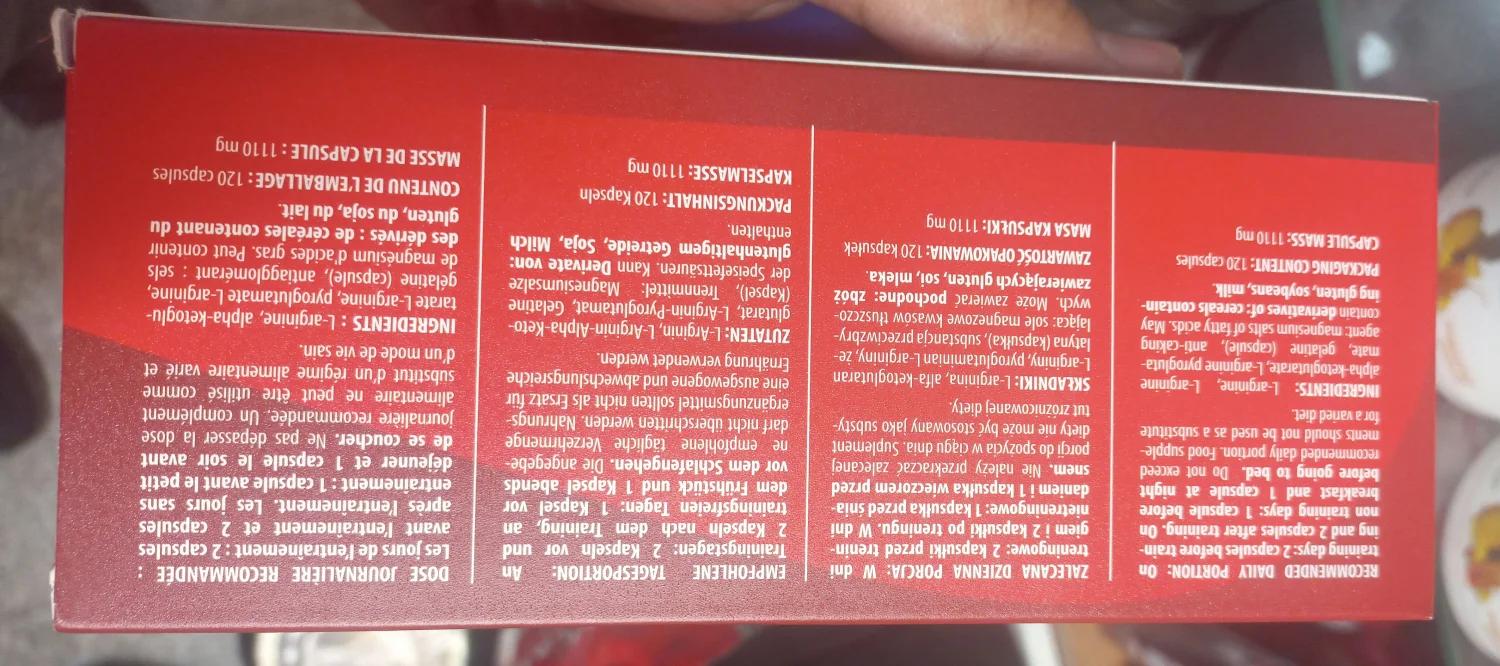 RECOMMENDED DAILY PORTION: On
training days: 2 capsules before train-
ing and 2 capsules after training. On
non training days: 1 capsule before
breakfast and 1 capsule at night
before going to bed. Do not exceed
recommended daily portion. Food supple-
ments should not be used as a substitute
for a varied diet.
INGREDIENTS: L-arginine, L-arginine
alpha-ketoglutarate, L-arginine pyrogluta-
mate, gelatine (capsule), anti-caking
agent: magnesium salts of fatty acids. May
contain derivatives of: cereals contain-
ing gluten, soybeans, milk.
PACKAGING CONTENT: 120 capsules
CAPSULE MASS: 1110 mg
ZALECANA DZIENNA PORCJA: W dni
treningowe: 2 kapsułki przed trenin-
giem i 2 kapsułki po treningu. W dni
nietreningowe: 1 kapsułka przed śnia-
daniem i 1 kapsułka wieczorem przed
snem. Nie należy przekraczać zalecanej
porcji do spożycia w ciągu dnia. Suplement
diety nie może być stosowany jako substy-
tut zróżnicowanej diety.
SKŁADNIKI: L-arginina, alfa-ketoglutaran
L-argininy, pyroglutaminian L-argininy, że-
latyna (kapsułka), substancja przeciwzbry-
lająca: sole magnezowe kwasów tłuszczo-
wych. Może zawierać pochodne: zbóż
zawierających gluten, soi, mleka.
ZAWARTOŚĆ OPAKOWANIA: 120 kapsułek
MASA KAPSUŁKI: 1110 mg
EMPFOHLENE TAGESPORTION: An
Trainingstagen: 2 Kapseln vor und
2 Kapseln nach dem Training, an
trainingsfreien Tagen: 1 Kapsel vor
dem Frühstück und 1 Kapsel abends
vor dem Schlafengehen. Die angegebe-
ne empfohlene tägliche Verzehrmenge
darf nicht überschritten werden. Nahrungs-
ergänzungsmittel sollten nicht als Ersatz für
eine ausgewogene und abwechslungsreiche
Ernährung verwendet werden.
ZUTATEN: L-Arginin, L-Arginin-Alpha-Keto-
glutarat, L-Arginin-Pyroglutamat, Gelatine
(Kapsel), Trennmittel: Magnesiumsalze
der Speisefettsäuren. Kann Derivate von:
glutenhaltigem Getreide, Soja, Milch
enthalten.
PACKUNGSINHALT: 120 Kapseln
KAPSELMASSE: 1110 mg
DOSE JOURNALIÈRE RECOMMANDÉE :
Les jours de l'entraînement : 2 capsules
avant l'entraînement et 2 capsules
après l'entraînement. Les jours sans
entraînement : 1 capsule avant le petit
déjeuner et 1 capsule le soir avant
de se coucher. Ne pas dépasser la dose
journalière recommandée. Un complément
alimentaire ne peut être utilisé comme
substitut d'un régime alimentaire varié et
d'un mode de vie sain.
INGREDIENTS : L-arginine, alpha-ketoglu-
tarate L-arginine, pyroglutamate L-arginine,
gélatine (capsule), antiagglomérant : sels
de magnésium d'acides gras. Peut contenir
des dérivés : de céréales contenant du
gluten, du soja, du lait.
CONTENU DE L'EMBALLAGE : 120 capsules
MASSE DE LA CAPSULE : 1110 mg